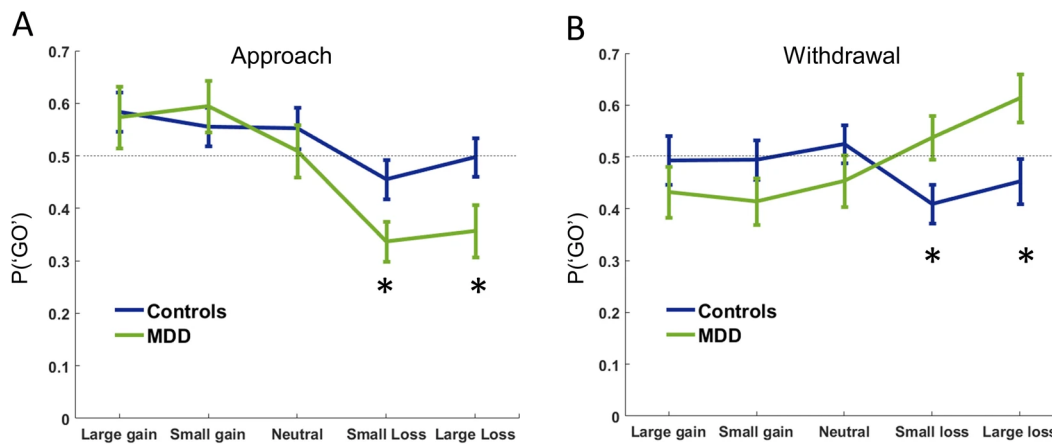 A
Approach
0.7
0.6
0.5
0.4
0.3
0.2
0.1
0
P(‘GO’)
*
*
Controls
MDD
Large gain
Small gain
Neutral
Small Loss
Large Loss
B
Withdrawal
0.7
0.6
0.5
0.4
0.3
0.2
0.1
0
P(‘GO’)
*
*
Controls
MDD
Large gain
Small gain
Neutral
Small loss
Large loss